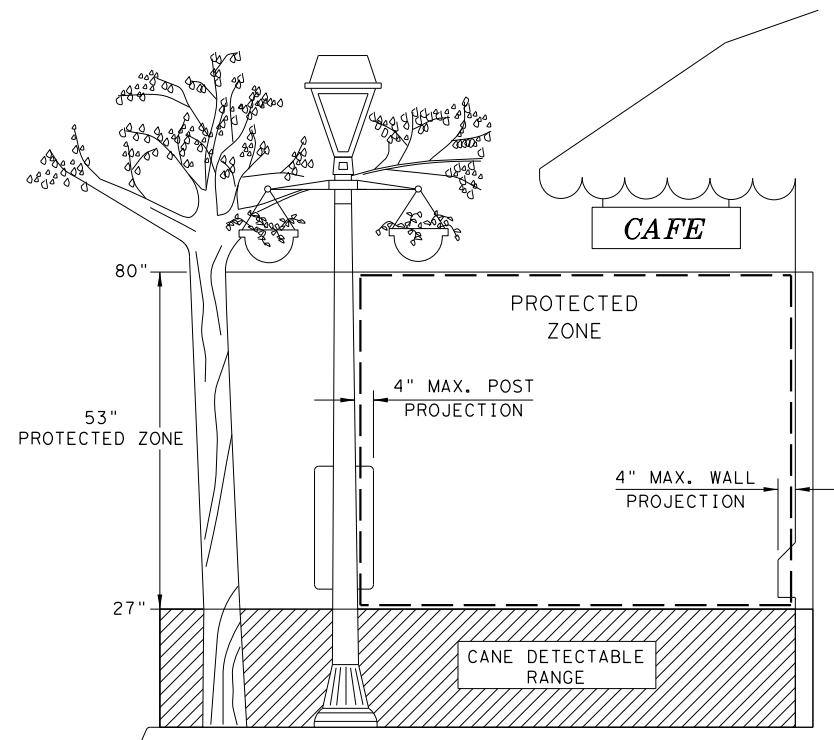 CAFE
80"
PROTECTED
ZONE
4" MAX. POST
PROJECTION
53"
PROTECTED ZONE
4" MAX. WALL
PROJECTION
27"
CANE DETECTABLE
RANGE